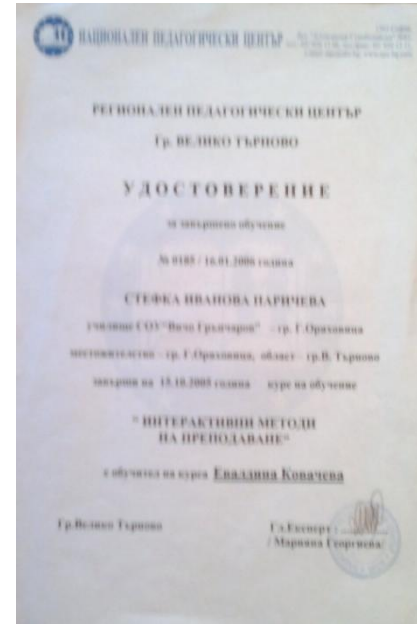 НАЦИОНАЛЕН ПЕДАГОГИЧЕСКИ ЦЕНТЪР
РЕГИОНАЛЕН ПЕДАГОГИЧЕСКИ ЦЕНТЪР
Гр. ВЕЛИКО ТЪРНОВО
УДОСТОВЕРЕНИЕ
за завършено обучение
№ 0185 / 16.01.2006 година
СТЕФКА ИВАНОВА ПАРИЧЕВА
училище СОУ"Вичо Грънчаров" – гр. Г.Оряховица
местожителство – гр. Г.Оряховица, област – гр.В. Търново
завърши на 15.10.2005 година курс на обучение
" ИНТЕРАКТИВНИ МЕТОДИ
НА ПРЕПОДАВАНЕ"
с обучител на курса Евалдина Ковачева
Гр.Велико Търново
Гл.Експерт :
/ Марияна Георгиева/